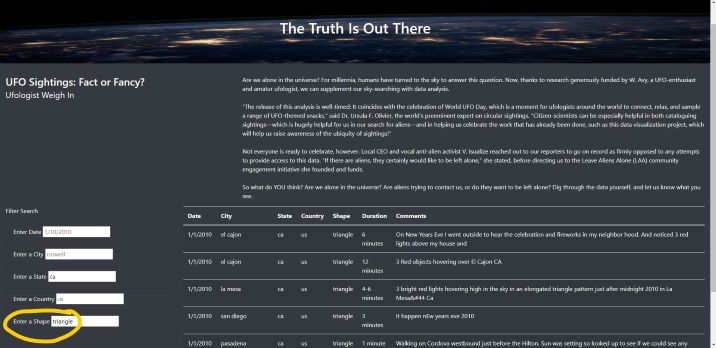 The Truth Is Out There
UFO Sightings: Fact or Fancy?
Ufologist Weigh In
Are we alone in the universe? For millennia, humans have turned to the sky to answer this question. Now, thanks to research generously funded by W. Avy, a UFO-enthusiast
and amatur ufologist, we can supplement our sky-searching with data analysis.
"The release of this analysis is well-timed: It coincides with the celebration of World UFO Day, which is a moment for ufologists around the world to connect, relax, and sample
a range of UFO-themed snacks," said Dr. Ursula F. Olivier, the world's preeminent expert on circular sightings. "Citizen-scientists can be especially helpful in both cataloguing
sightings—which is hugely helpful for us in our search for aliens—and in helping us celebrate the work that has already been done, such as this data visualization project, which
will help us raise awareness of the ubiquity of sightings!"
Not everyone is ready to celebrate, however. Local CEO and vocal anti-alien activist V. Isualize reached out to our reporters to go on record as firmly opposed to any attempts
to provide access to this data. "If there are aliens, they certainly would like to be left alone," she stated, before directing us to the Leave Aliens Alone (LAA) community
engagement initiative she founded and funds.
So what do YOU think? Are we alone in the universe? Are aliens trying to contact us, or do they want to be left alone? Dig through the data yourself, and let us know what you
see.
Filter Search
Enter Date 1/10/2010
Enter a City roswell
Enter a State ca
Enter a Country us
Enter a Shape triangle
Date City State Country Shape Duration Comments
1/1/2010 el cajon ca us triangle 6
minutes
On New Years Eve I went outside to hear the celebration and fireworks in my neighbor hood. And noticed 3 red
lights above my house and
1/1/2010 el cajon ca us triangle 12
minutes
3 Red objects hovering over El Cajon CA
1/1/2010 la mesa ca us triangle 4-6
minutes
3 bright red lights hovering high in the sky in an elongated triangle pattern just after midnight 2010 in La
Mesa&#44 Ca
1/1/2010 san diego ca us triangle 3
minutes
It happen nEw years eve 2010
1/1/2010 pasadena ca us triangle 1 minute Walking on Cordova westbound just before the Hilton. Sun was setting so looked up to see if we could see any